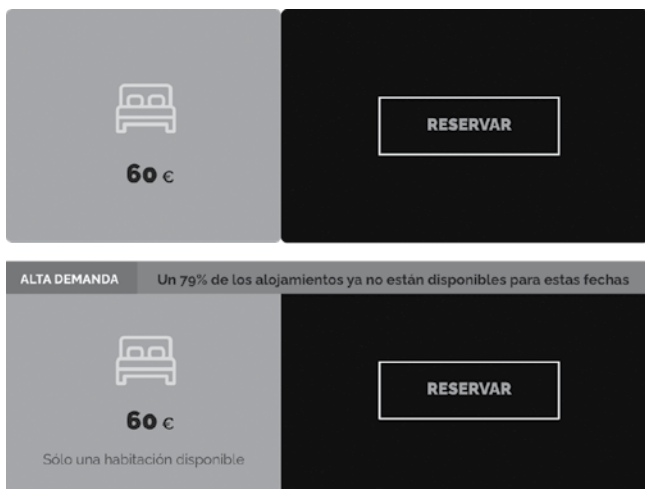 60 €
RESERVAR
ALTA DEMANDA Un 79% de los alojamientos ya no están disponibles para estas fechas
60 €
RESERVAR
Sólo una habitación disponible